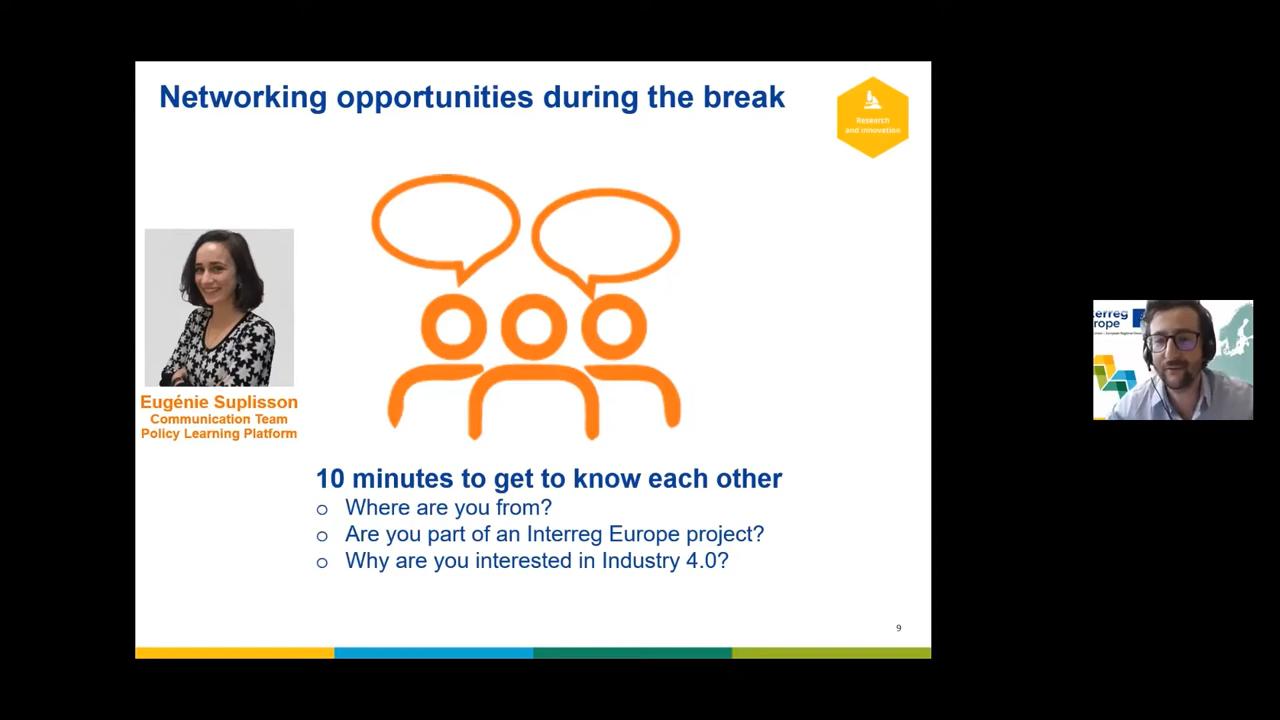 Networking opportunities during the break
Research
and innovation
Eugénie Suplisson
Communication Team
Policy Learning Platform
10 minutes to get to know each other
o Where are you from?
o Are you part of an Interreg Europe project?
o Why are you interested in Industry 4.0?
9
terreg
urope